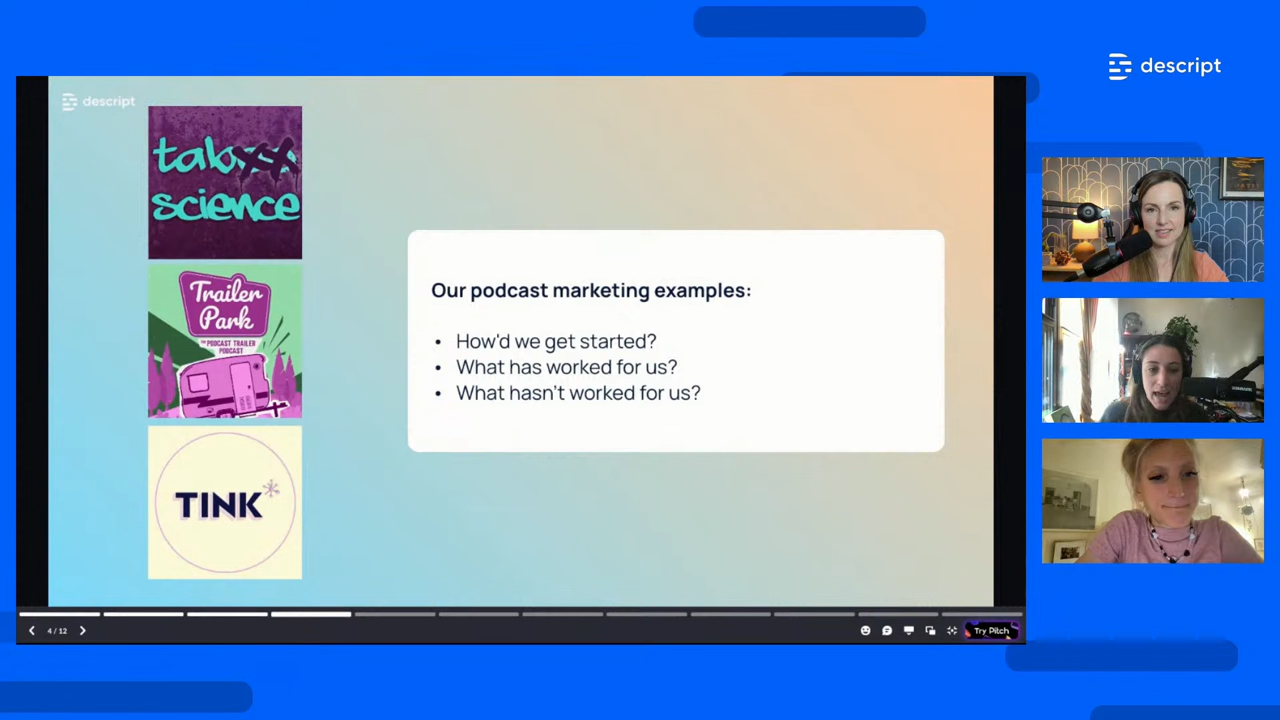 descript
descript
taboo
science
Trailer
Park
THE PODCAST TRAILER
PODCAST
TINK*
Our podcast marketing examples:
• How'd we get started?
• What has worked for us?
• What hasn't worked for us?
4 / 12
Try Pitch